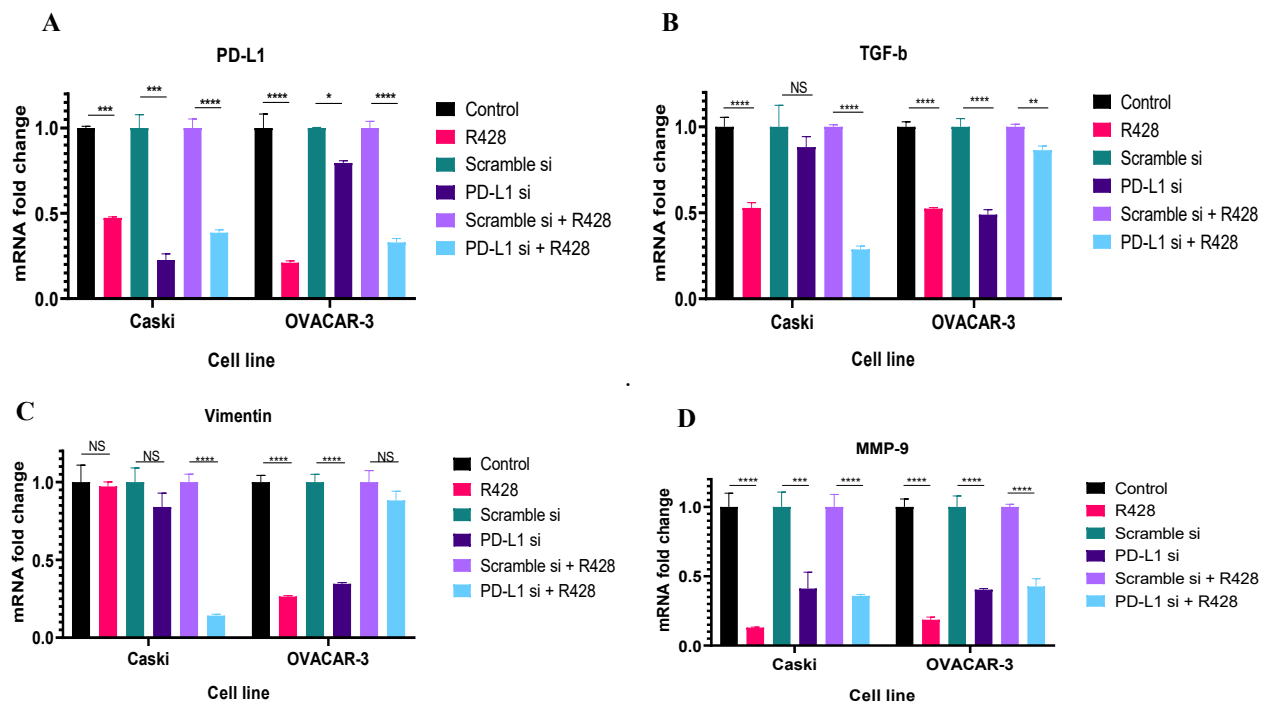 A
PD-L1
mRNA fold change
1.0
0.5
0.0
***
***
****
****
*
****
Caski
OVACAR-3
Cell line
Control
R428
Scramble si
PD-L1 si
Scramble si + R428
PD-L1 si + R428
B
TGF-b
mRNA fold change
1.0
0.5
0.0
****
NS
****
****
****
**
Caski
OVACAR-3
Cell line
Control
R428
Scramble si
PD-L1 si
Scramble si + R428
PD-L1 si + R428
.
C
Vimentin
mRNA fold change
1.0
0.5
0.0
NS
NS
****
****
****
NS
Caski
OVACAR-3
Cell line
Control
R428
Scramble si
PD-L1 si
Scramble si + R428
PD-L1 si + R428
D
MMP-9
mRNA fold change
1.0
0.5
0.0
****
***
****
****
****
****
Caski
OVACAR-3
Cell line
Control
R428
Scramble si
PD-L1 si
Scramble si + R428
PD-L1 si + R428